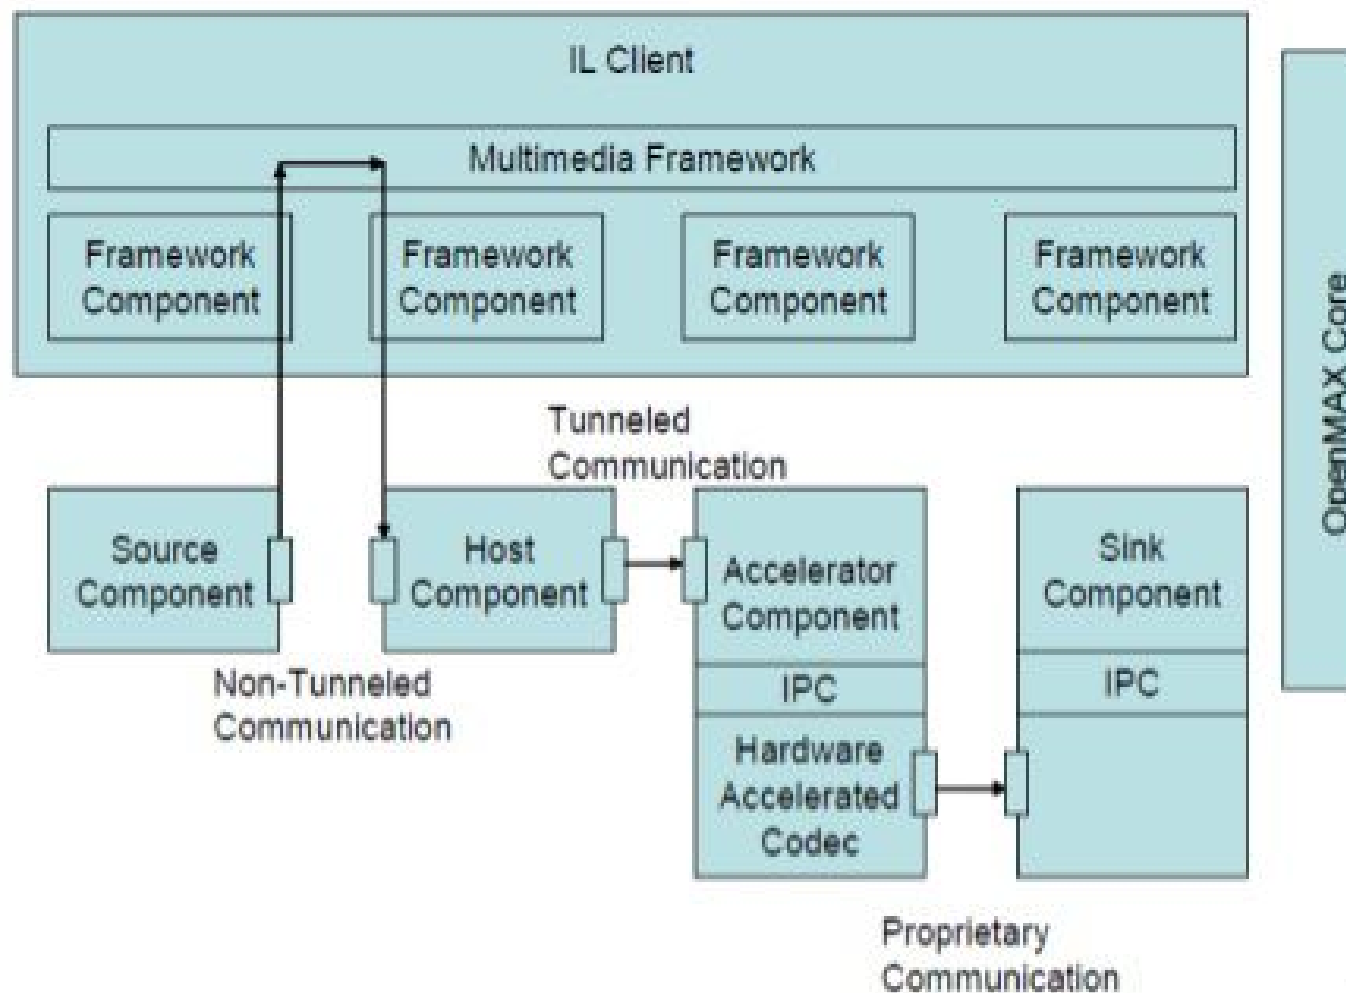 IL Client
Multimedia Framework
Framework
Component
Framework
Component
Framework
Component
Framework
Component
OpenMAX Core
Tunneled
Communication
Source
Component
Host
Component
Accelerator
Component
Sink
Component
Non-Tunneled
Communication
IPC
IPC
Hardware
Accelerated
Codec
Proprietary
Communication